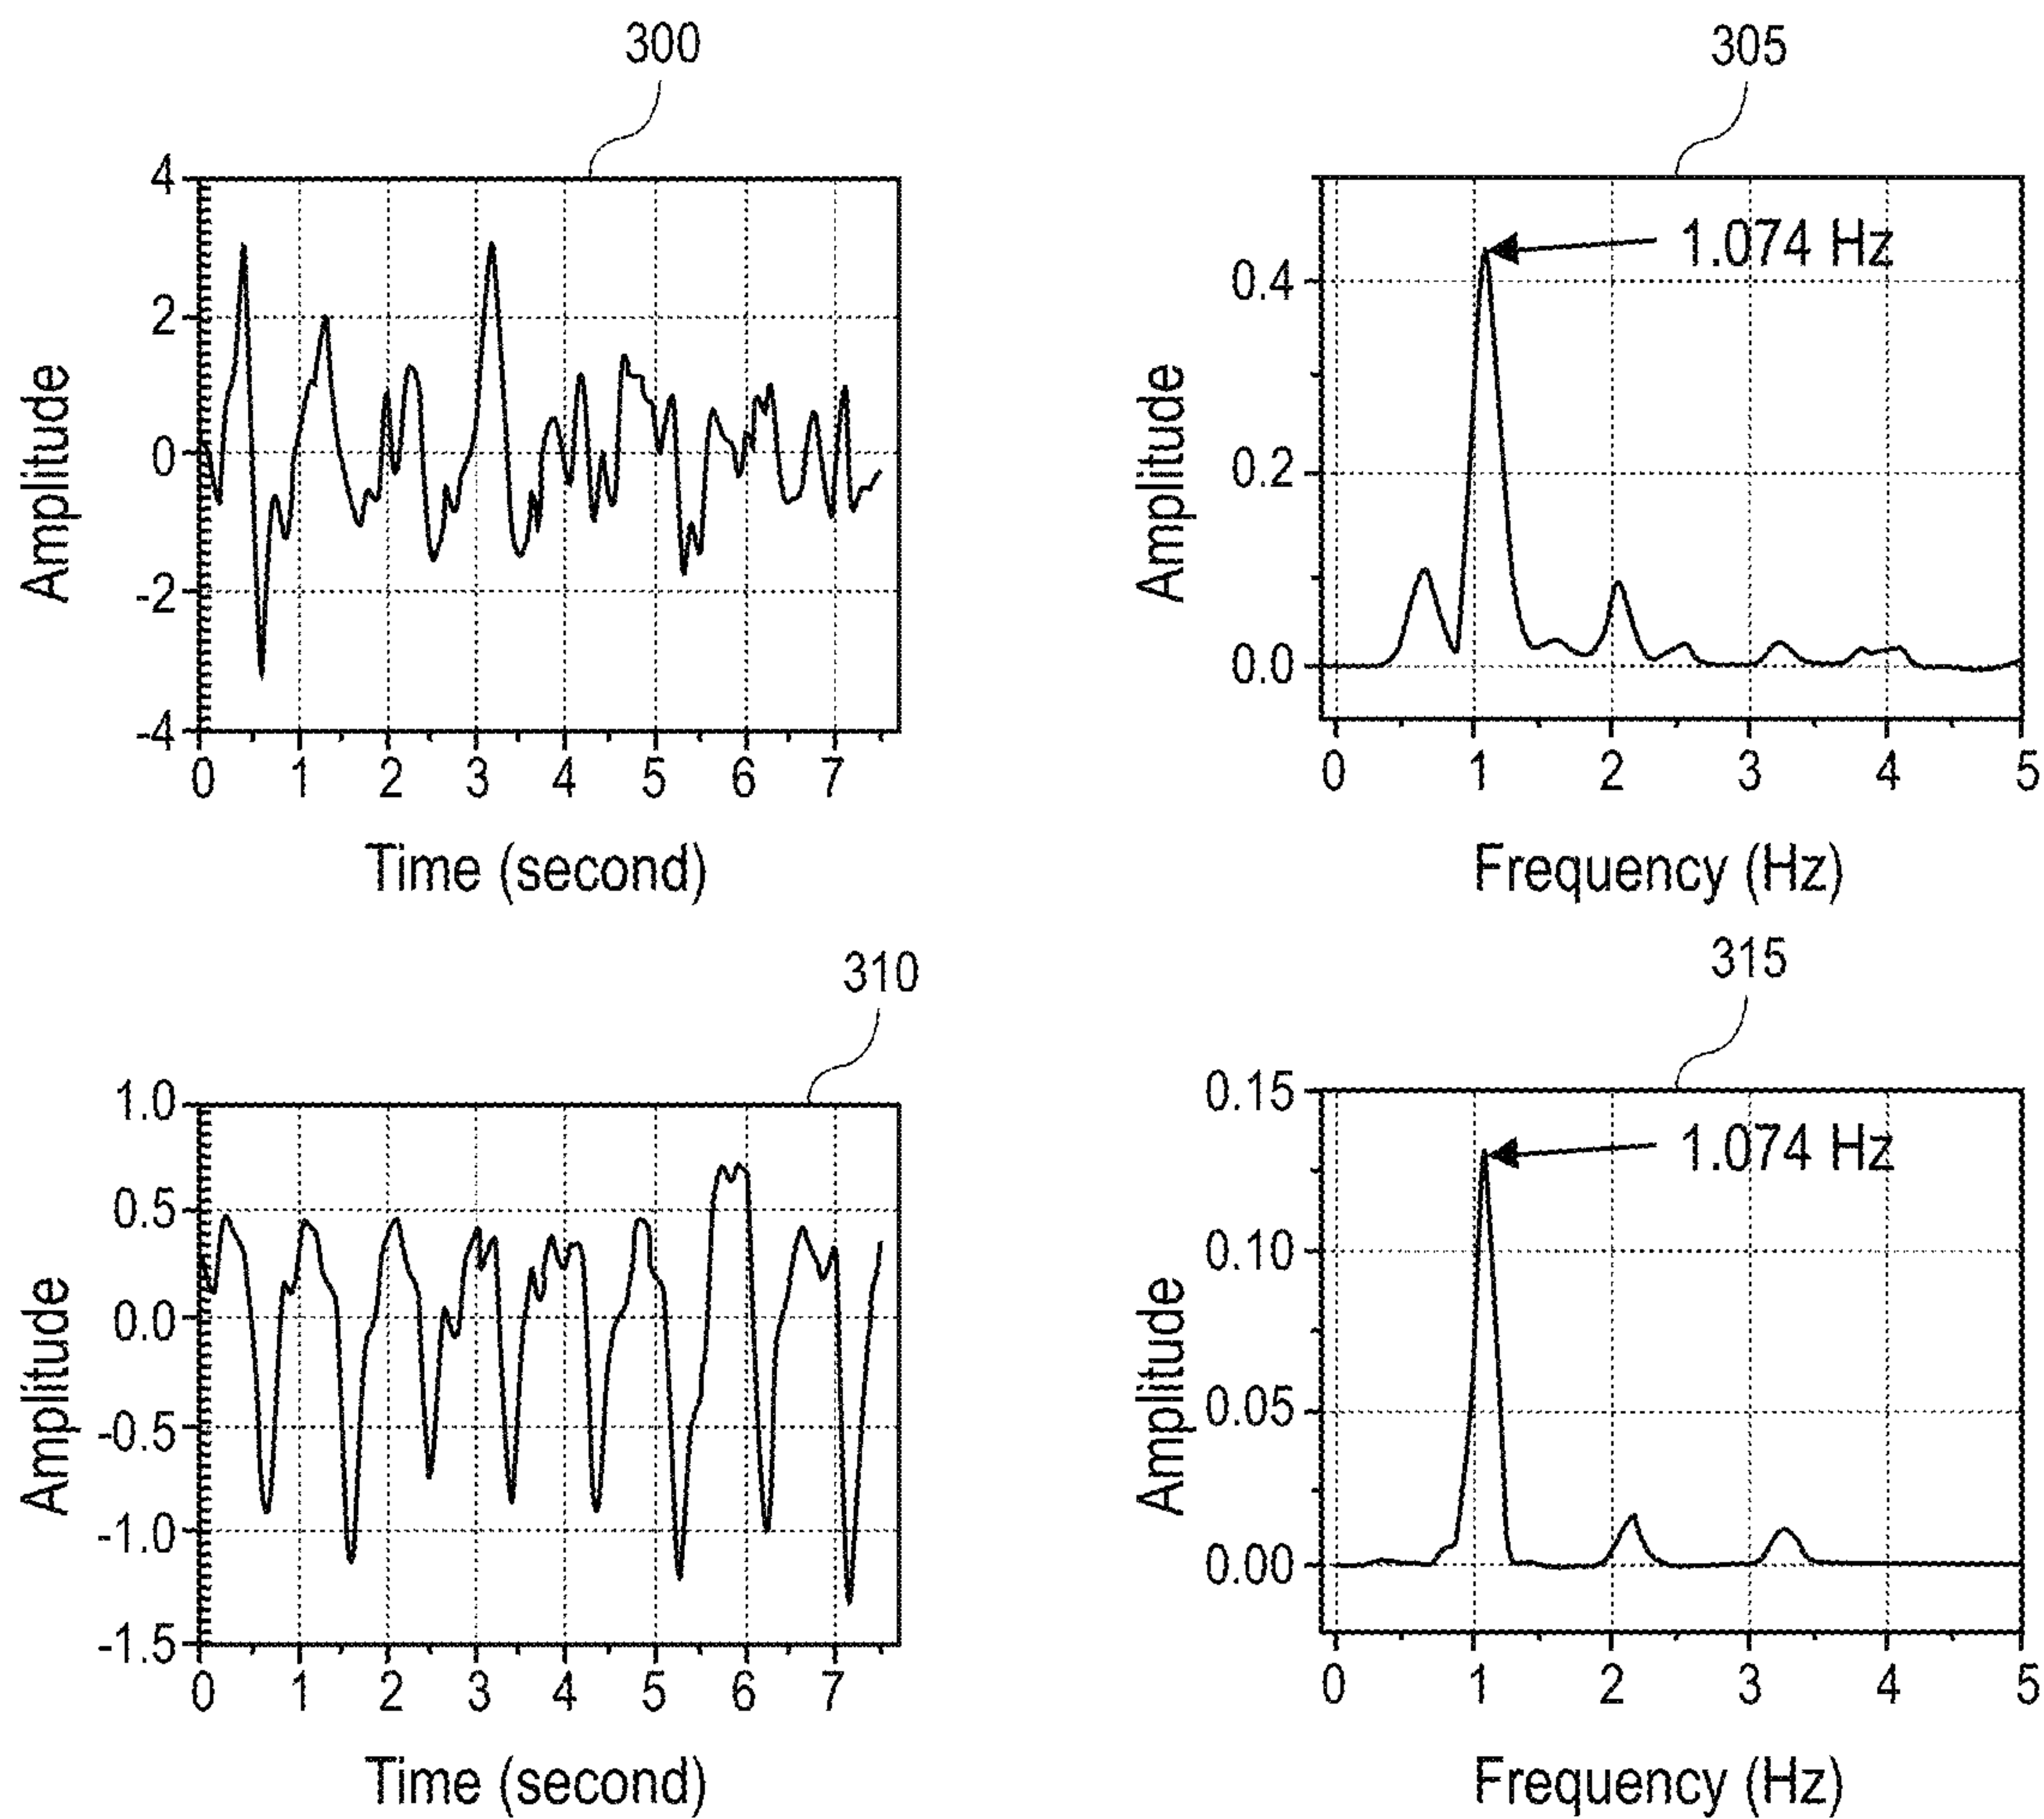 300
4
2
0
-2
-4
Amplitude
0 1 2 3 4 5 6 7
Time (second)
305
1.074 Hz
0.4
0.2
0.0
Amplitude
0 1 2 3 4 5
Frequency (Hz)
310
1.0
0.5
0.0
-0.5
-1.0
-1.5
Amplitude
0 1 2 3 4 5 6 7
Time (second)
315
0.15
1.074 Hz
0.10
0.05
0.00
Amplitude
0 1 2 3 4 5
Frequency (Hz)